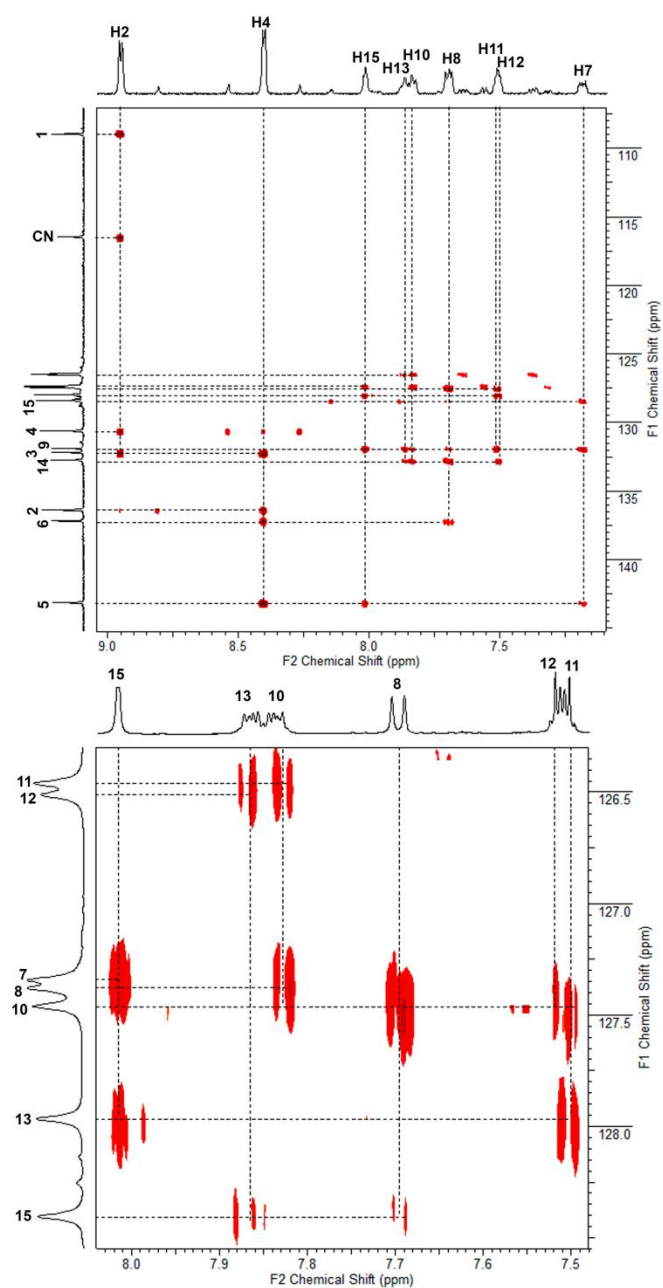 H2
H4
H15
H13
H10
H8
H11
H12
H7
1
CN
15
4
9
3
14
2
6
5
110
115
120
125
130
135
140
F1 Chemical Shift (ppm)
9.0 8.5 8.0 7.5
F2 Chemical Shift (ppm)
15
13
10
8
12
11
11
12
7
8
10
13
15
126.5
127.0
127.5
128.0
F1 Chemical Shift (ppm)
8.0 7.9 7.8 7.7 7.6 7.5
F2 Chemical Shift (ppm)